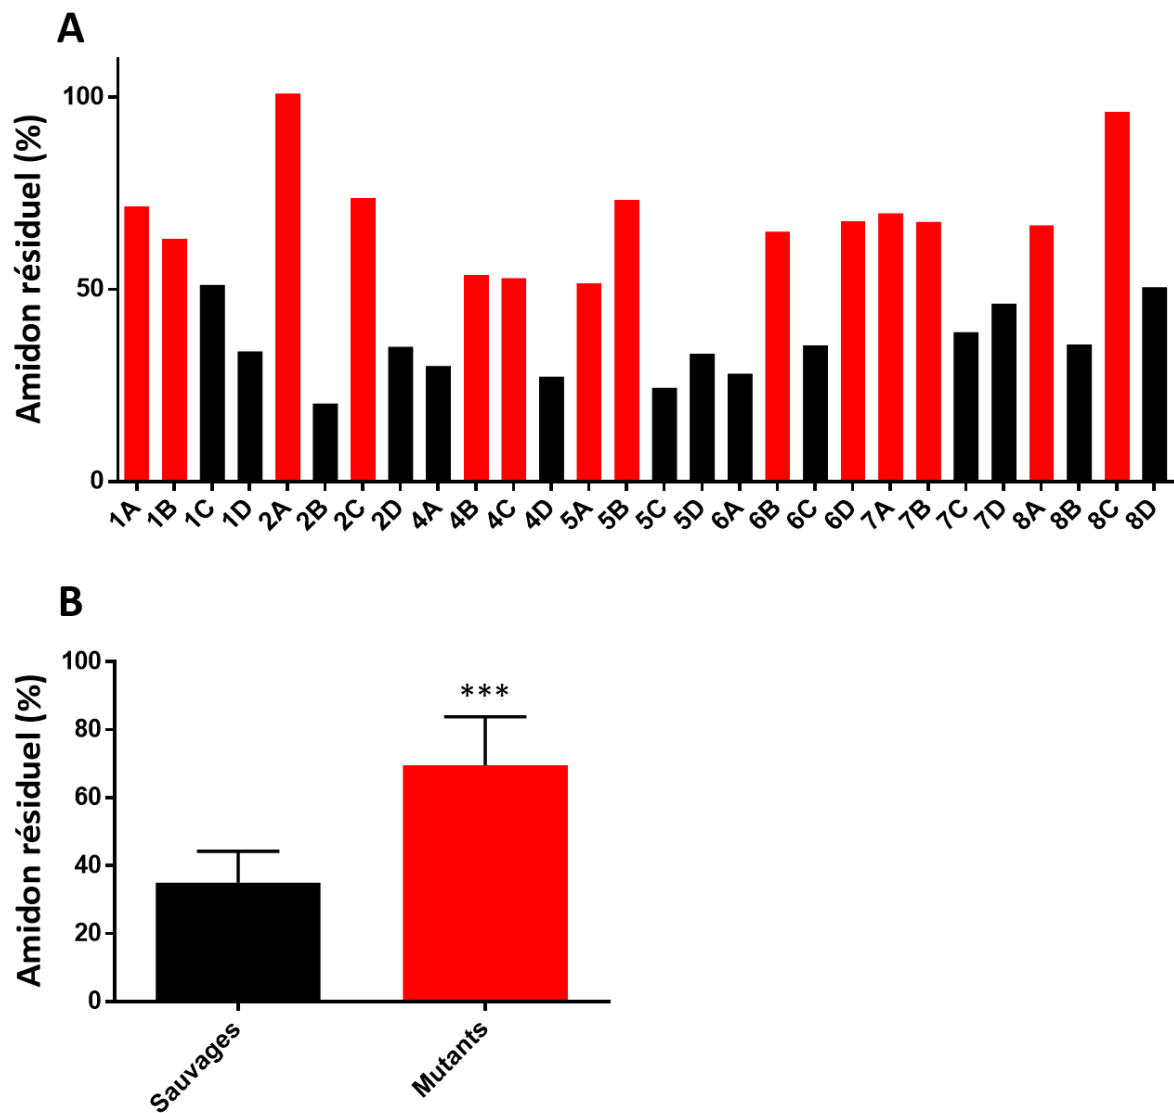 A
Amidon résiduel (%)
100
50
0
1A 1B 1C 1D 2A 2B 2C 2D 4A 4B 4C 4D 5A 5B 5C 5D 6A 6B 6C 6D 7A 7B 7C 7D 8A 8B 8C 8D
B
Amidon résiduel (%)
100
80
60
40
20
0
***
Sauvages Mutants